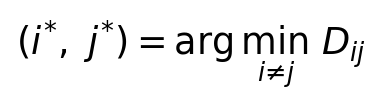 (i*, j*) = arg min_{i≠j} D_{ij}